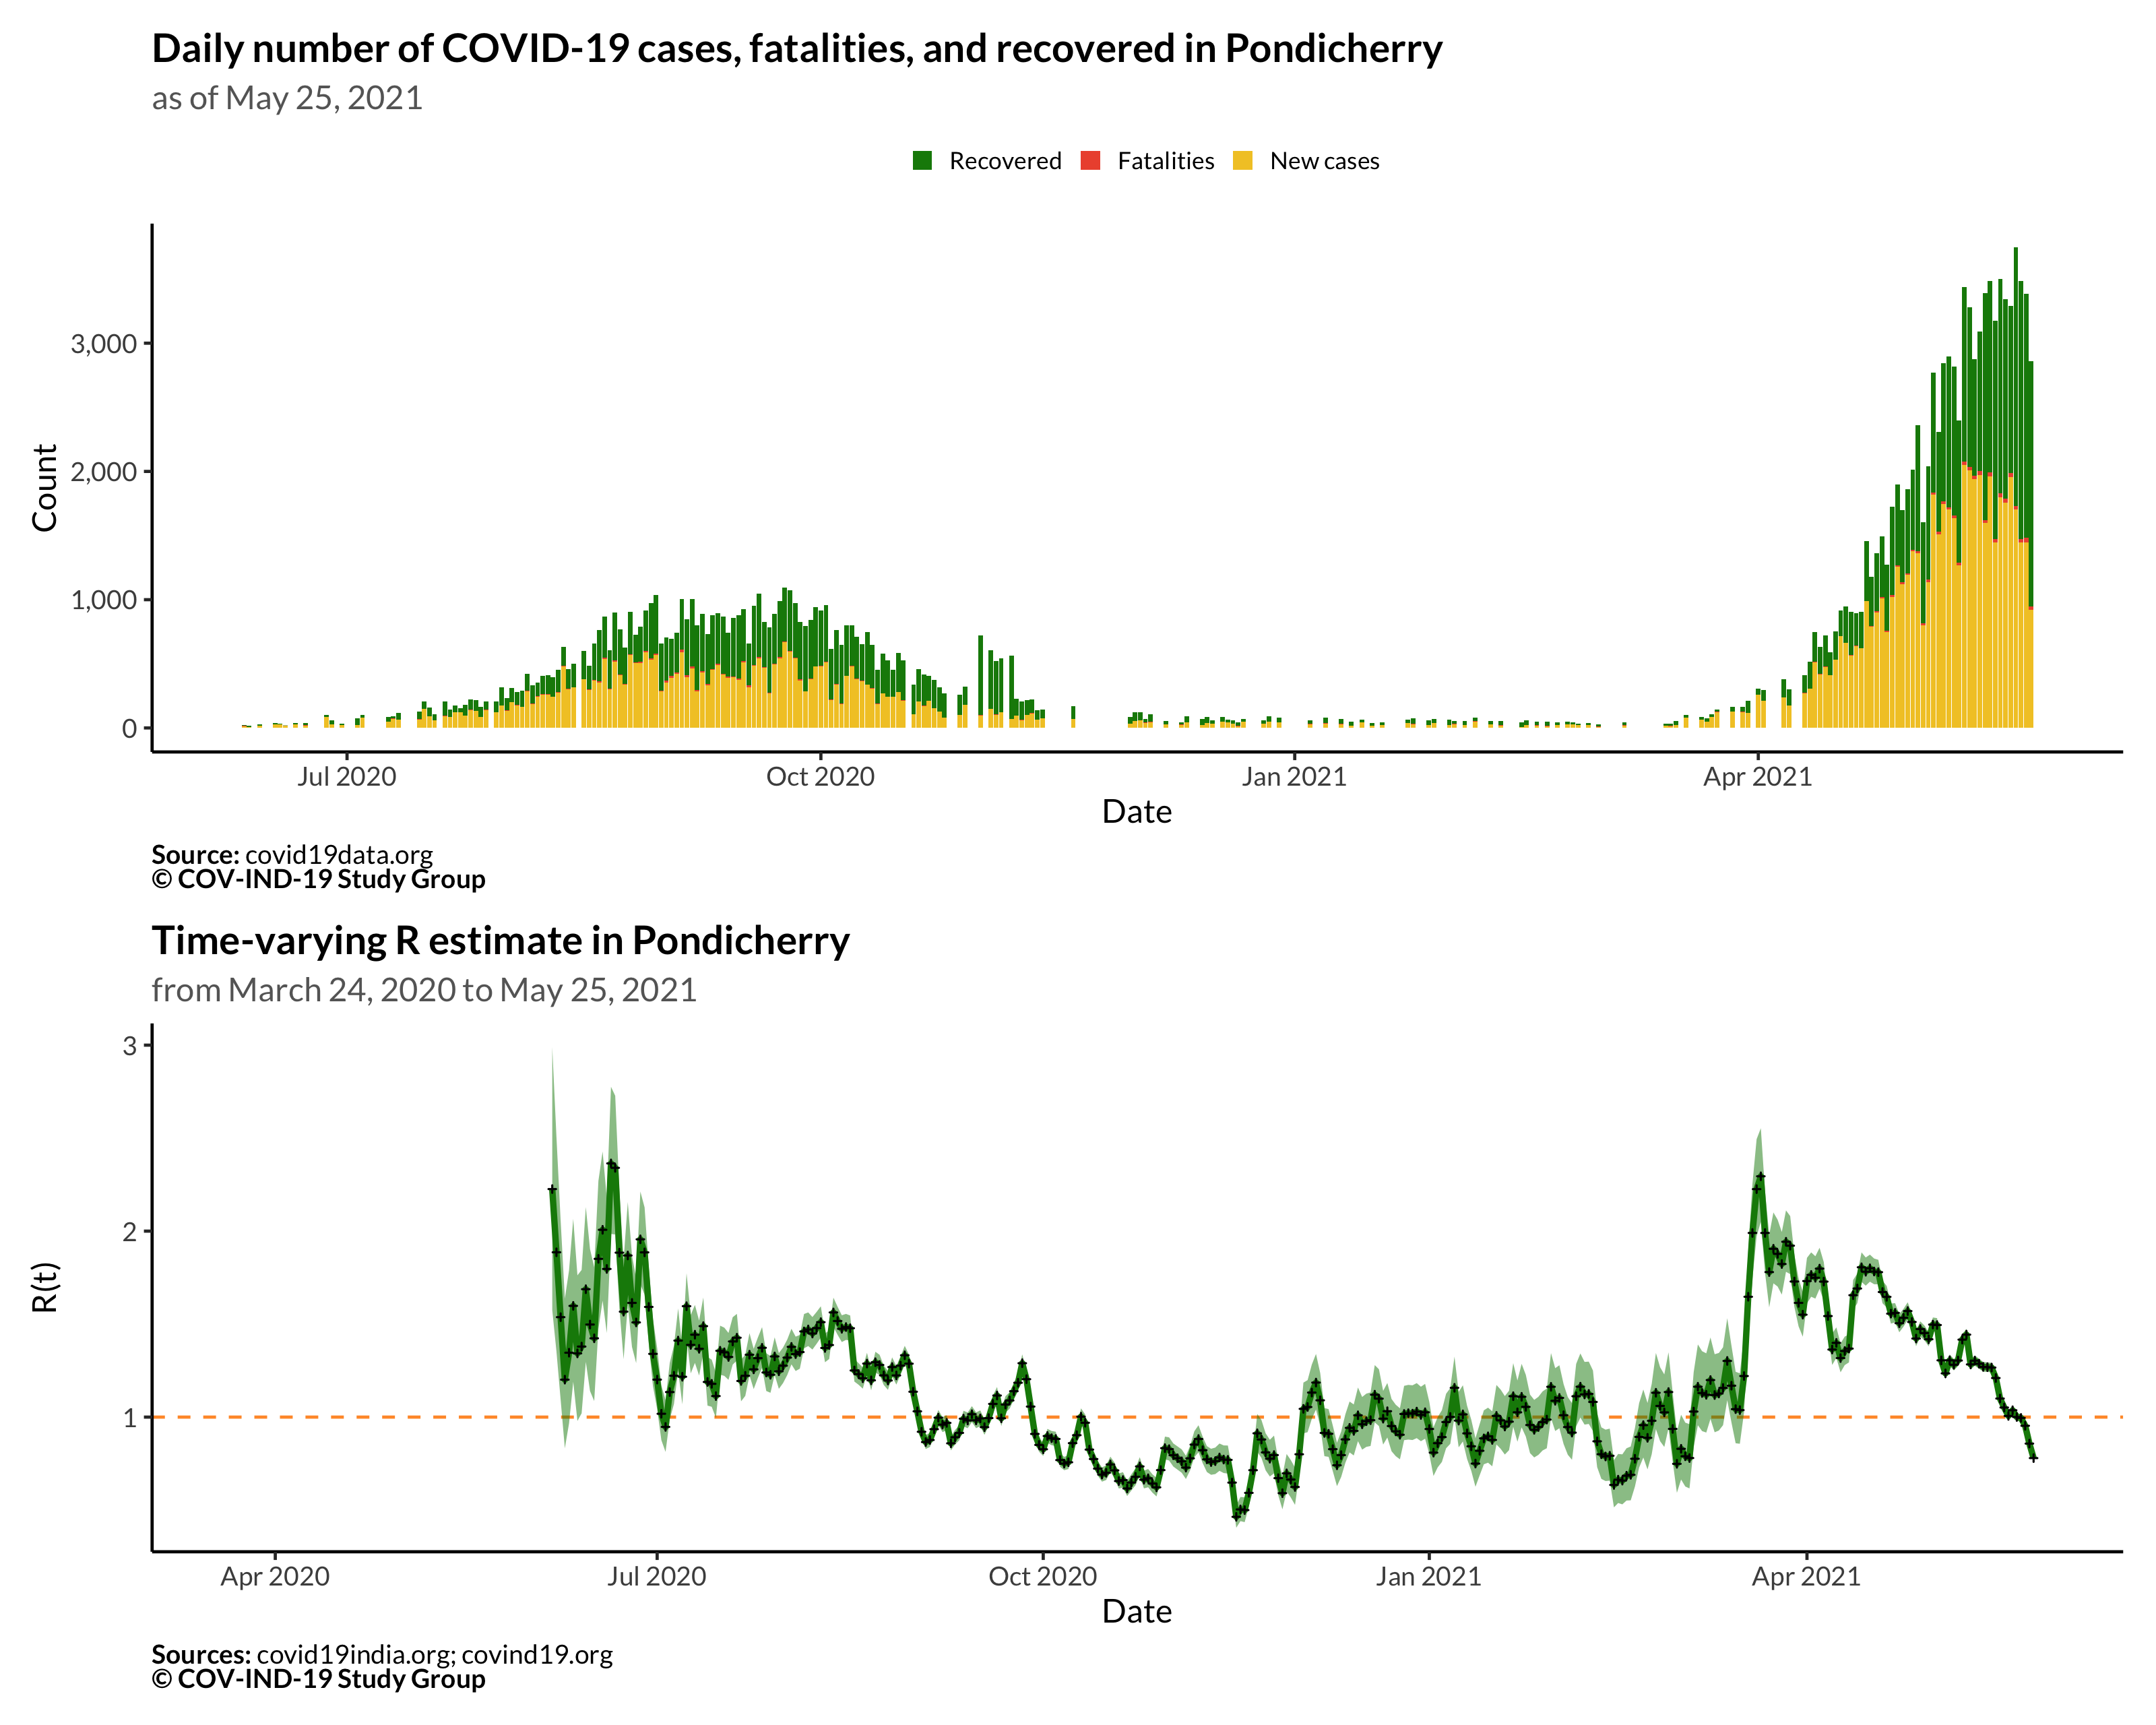 Daily number of COVID-19 cases, fatalities, and recovered in Pondicherry
as of May 25, 2021
Recovered Fatalities New cases
Count
3,000
2,000
1,000
0
Jul 2020 Oct 2020 Jan 2021 Apr 2021
Date
Source: covid19data.org
© COV-IND-19 Study Group
Time-varying R estimate in Pondicherry
from March 24, 2020 to May 25, 2021
R(t)
3
2
1
Apr 2020 Jul 2020 Oct 2020 Jan 2021 Apr 2021
Date
Sources: covid19india.org; covind19.org
© COV-IND-19 Study Group